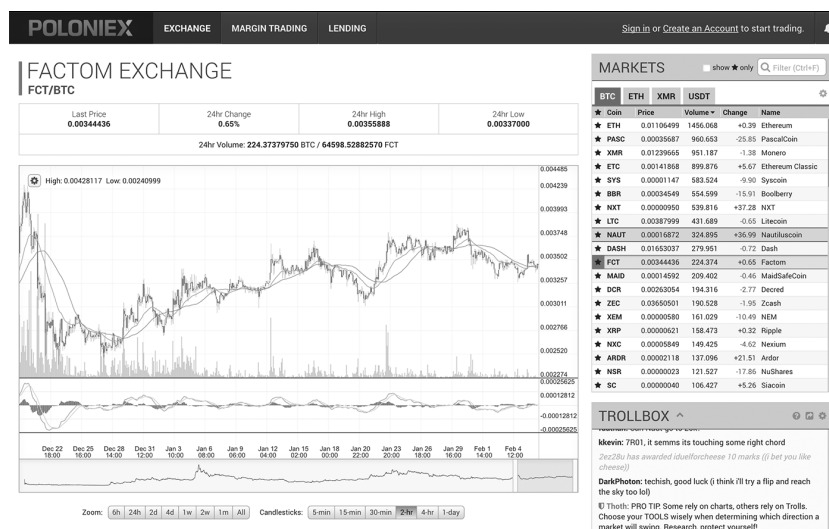 POLONIEX
EXCHANGE MARGIN TRADING LENDING
Sign in or Create an Account to start trading.
FACTOM EXCHANGE
FCT/BTC
Last Price 24hr Change 24hr High 24hr Low
0.00344436 0.65% 0.00355888 0.00337000
24hr Volume: 224.37379750 BTC / 64598.52882570 FCT
High: 0.00428117 Low: 0.00240999
0.004485
0.004239
0.003993
0.003748
0.003502
0.003257
0.003011
0.002766
0.002520
0.002274
0.00025625
0.00012812
-0.00012812
-0.00025625
Dec 22 Dec 25 Dec 28 Dec 31 Jan 3 Jan 6 Jan 9 Jan 12 Jan 15 Jan 18 Jan 20 Jan 23 Jan 26 Jan 29 Feb 1 Feb 4
18:00 16:00 14:00 12:00 10:00 08:00 06:00 04:00 02:00 00:00 22:00 20:00 18:00 16:00 14:00 12:00
Zoom: 6h 24h 2d 4d 1w 2w 1m All Candlesticks: 5-min 15-min 30-min 2-hr 4-hr 1-day
MARKETS show ★ only Filter (Ctrl+F)
BTC ETH XMR USDT
★ Coin Price Volume Change Name
★ ETH 0.01106499 1456.068 +0.39 Ethereum
★ PASC 0.00035687 960.653 -25.85 PascalCoin
★ XMR 0.01239665 951.187 -1.38 Monero
★ ETC 0.00141868 899.876 +5.67 Ethereum Classic
★ SYS 0.00001147 583.524 -9.90 Syscoin
★ BBR 0.00034549 554.599 -15.91 Boolberry
★ NXT 0.00000950 539.816 +37.28 NXT
★ LTC 0.00387999 431.689 -0.65 Litecoin
★ NAUT 0.00016872 324.895 +36.99 Nautiluscoin
★ DASH 0.01653037 279.951 -0.72 Dash
★ FCT 0.00344436 224.374 +0.65 Factom
★ MAID 0.00014592 209.402 -0.46 MaidSafeCoin
★ DCR 0.00263054 194.316 -2.77 Decred
★ ZEC 0.03650501 190.528 -1.95 Zcash
★ XEM 0.00000580 161.029 -10.49 NEM
★ XRP 0.00000621 158.473 +0.32 Ripple
★ NXC 0.00005849 149.425 -4.62 Nexium
★ ARDR 0.00002118 137.096 +21.51 Ardor
★ NSR 0.00000023 121.527 -17.86 NuShares
★ SC 0.00000040 106.427 +5.26 Siacoin
TROLLBOX
kkevin: 7R01, it semms its touching some right chord
2ez28u has awarded iduelforcheese 10 marks ((i bet you like
cheese))
DarkPhoton: techish, good luck (i think i'll try a flip and reach
the sky too lol)
Thoth: PRO TIP: Some rely on charts, others rely on Trolls.
Choose your TOOLS wisely when determining which direction a
market will swing. Research, protect yourself!